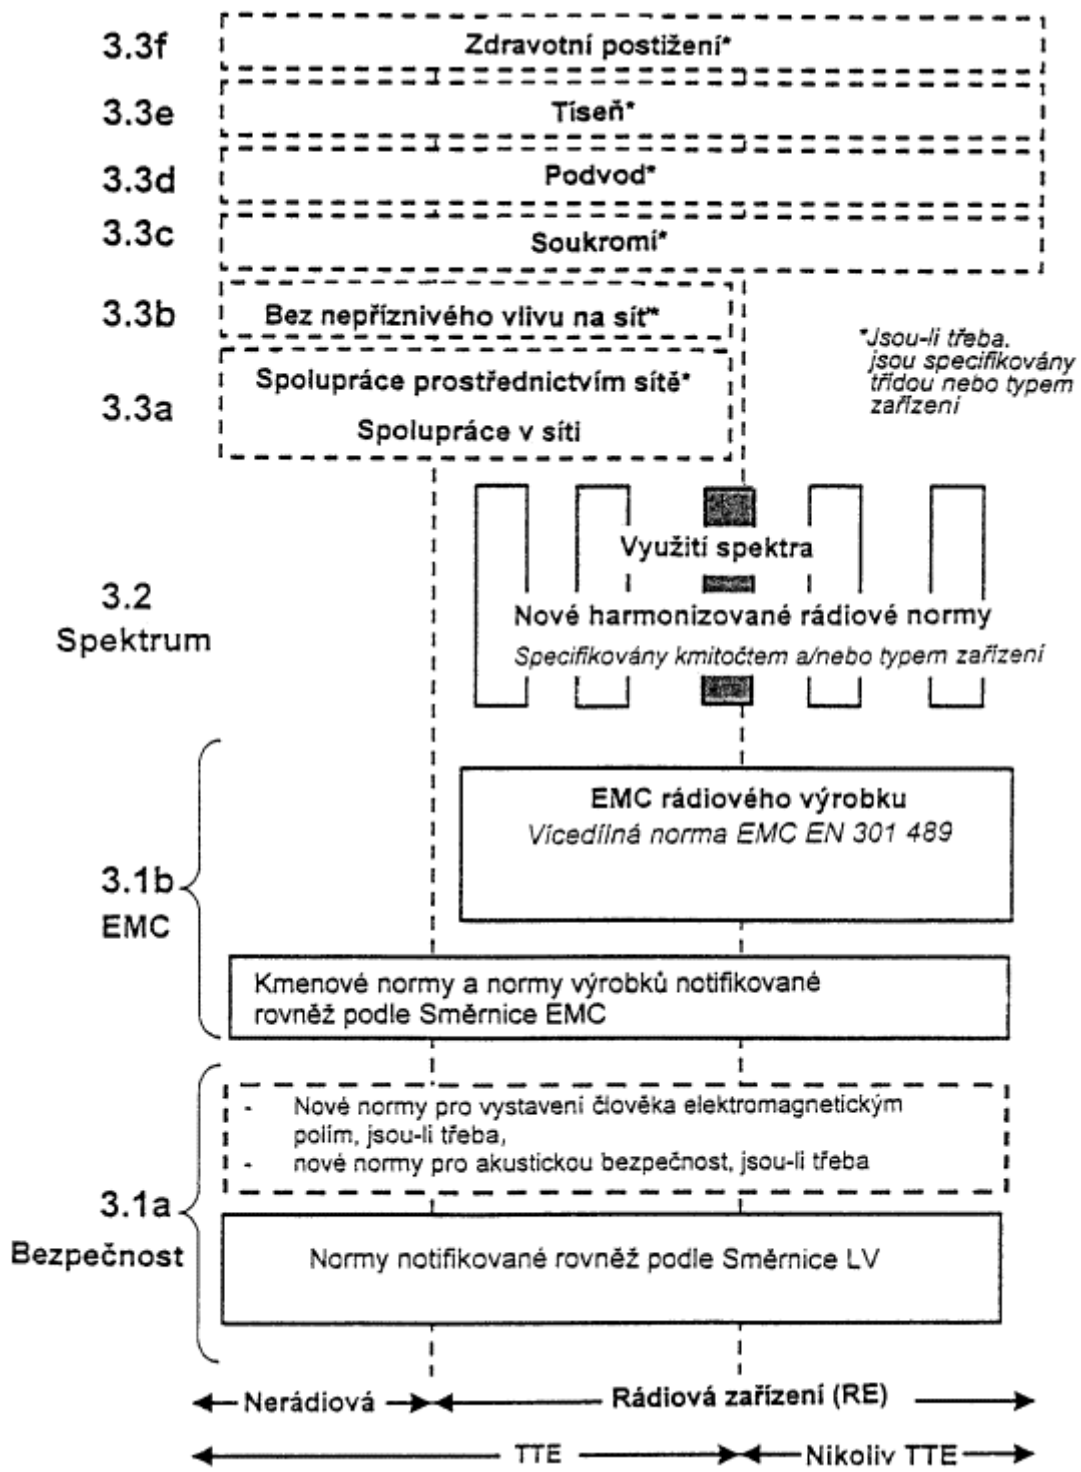 3.3f
Zdravotní postižení*
3.3e
Tíseň*
3.3d
Podvod*
3.3c
Soukromí*
3.3b
Bez nepříznivého vlivu na síť*
*Jsou-li třeba.
jsou specifikovány
třídou nebo typem
zařízení
3.3a
Spolupráce prostřednictvím sítě*
Spolupráce v síti
3.2
Spektrum
Využití spektra
Nové harmonizované rádiové normy
Specifikovány kmitočtem a/nebo typem zařízení
3.1b
EMC
EMC rádiového výrobku
Vícedílná norma EMC EN 301 489
Kmenové normy a normy výrobků notifikované
rovněž podle Směrnice EMC
3.1a
Bezpečnost
- Nové normy pro vystavení člověka elektromagnetickým
polím, jsou-li třeba,
- nové normy pro akustickou bezpečnost, jsou-li třeba
Normy notifikované rovněž podle Směrnice LV
Nerádiová
Rádiová zařízení (RE)
TTE
Nikoliv TTE